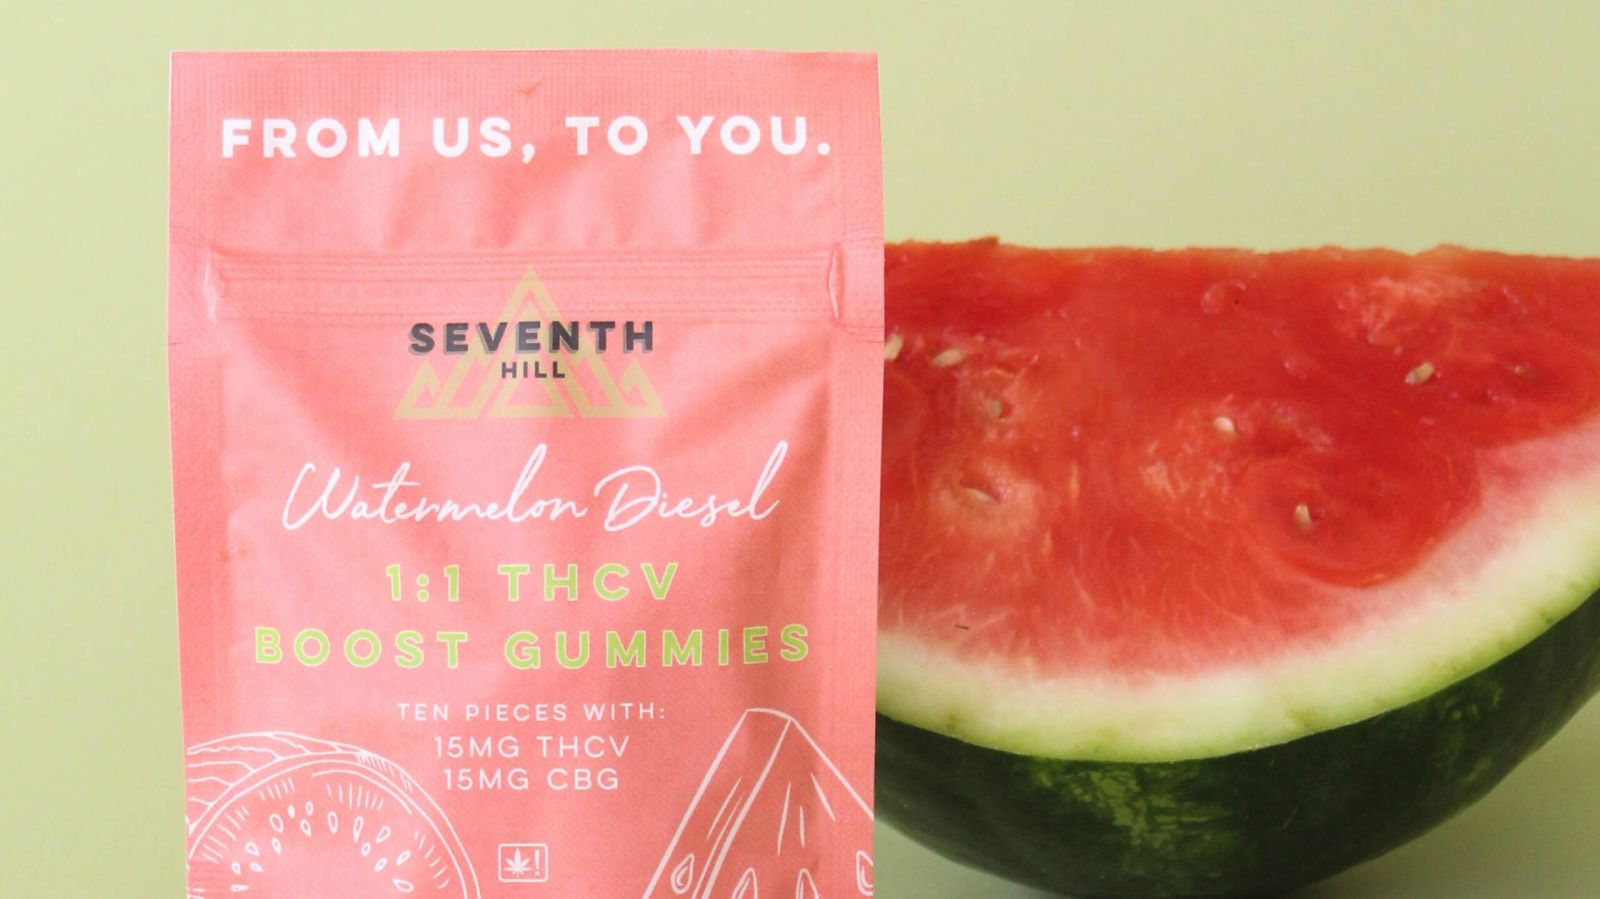 FROM US, TO YOU.
SEVENTH
HILL
Watermelon Diesel
1:1 THCV
BOOST GUMMIES
TEN PIECES WITH:
15MG THCV
15MG CBG
!